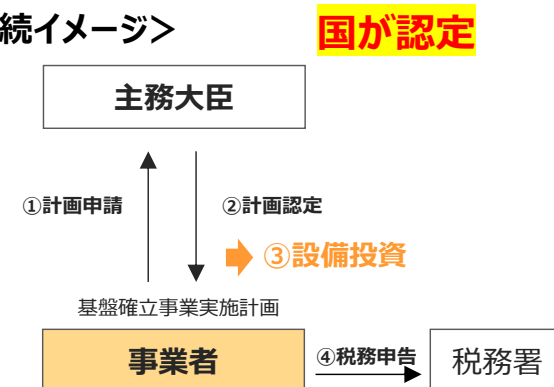 続イメージ＞
国が認定
主務大臣
①計画申請
②計画認定
③設備投資
基盤確立事業実施計画
事業者
④税務申告
税務署